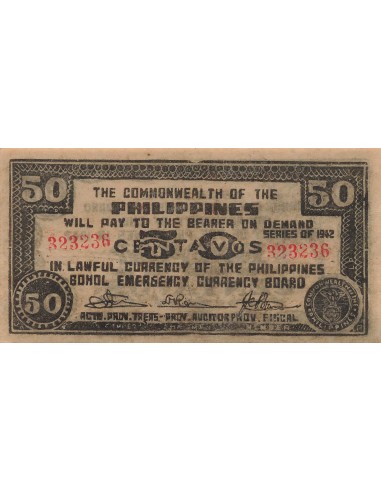 50 50
THE COMMONWEALTH OF THE
PHILIPPINES
WILL PAY TO THE BEARER ON DEMAND
SERIES OF 1942
323236 CENTAVOS 323236
IN LAWFUL CURRENCY OF THE PHILIPPINES
BOHOL EMERGENCY CURRENCY BOARD
50
ACTG. PROV. TREAS- PROV. AUDITOR PROV. FISCAL